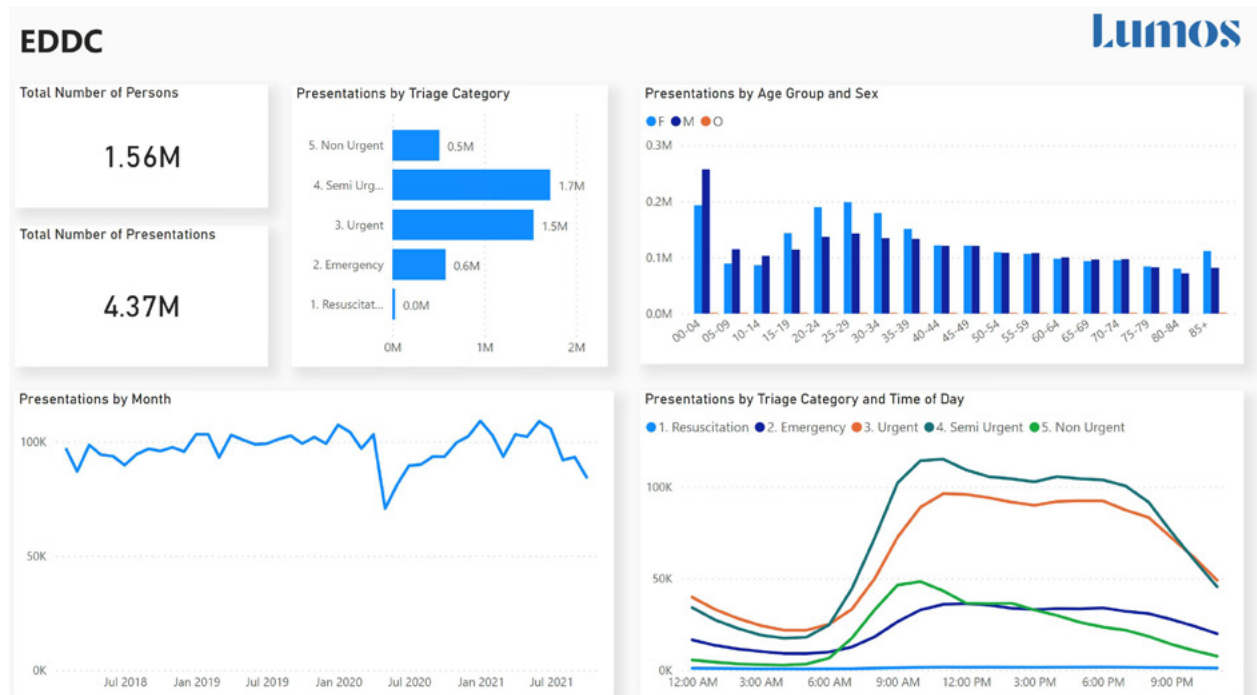 EDDC
Lumos
Total Number of Persons
1.56M
Total Number of Presentations
4.37M
Presentations by Triage Category
5. Non Urgent
0.5M
4. Semi Urg...
1.7M
3. Urgent
1.5M
2. Emergency
0.6M
1. Resuscitat...
0.0M
0M 1M 2M
Presentations by Age Group and Sex
F M O
0.3M
0.2M
0.1M
0.0M
00-04 05-09 10-14 15-19 20-24 25-29 30-34 35-39 40-44 45-49 50-54 55-59 60-64 65-69 70-74 75-79 80-84 85+
Presentations by Month
100K
50K
0K
Jul 2018 Jan 2019 Jul 2019 Jan 2020 Jul 2020 Jan 2021 Jul 2021
Presentations by Triage Category and Time of Day
1. Resuscitation 2. Emergency 3. Urgent 4. Semi Urgent 5. Non Urgent
100K
50K
0K
12:00 AM 3:00 AM 6:00 AM 9:00 AM 12:00 PM 3:00 PM 6:00 PM 9:00 PM